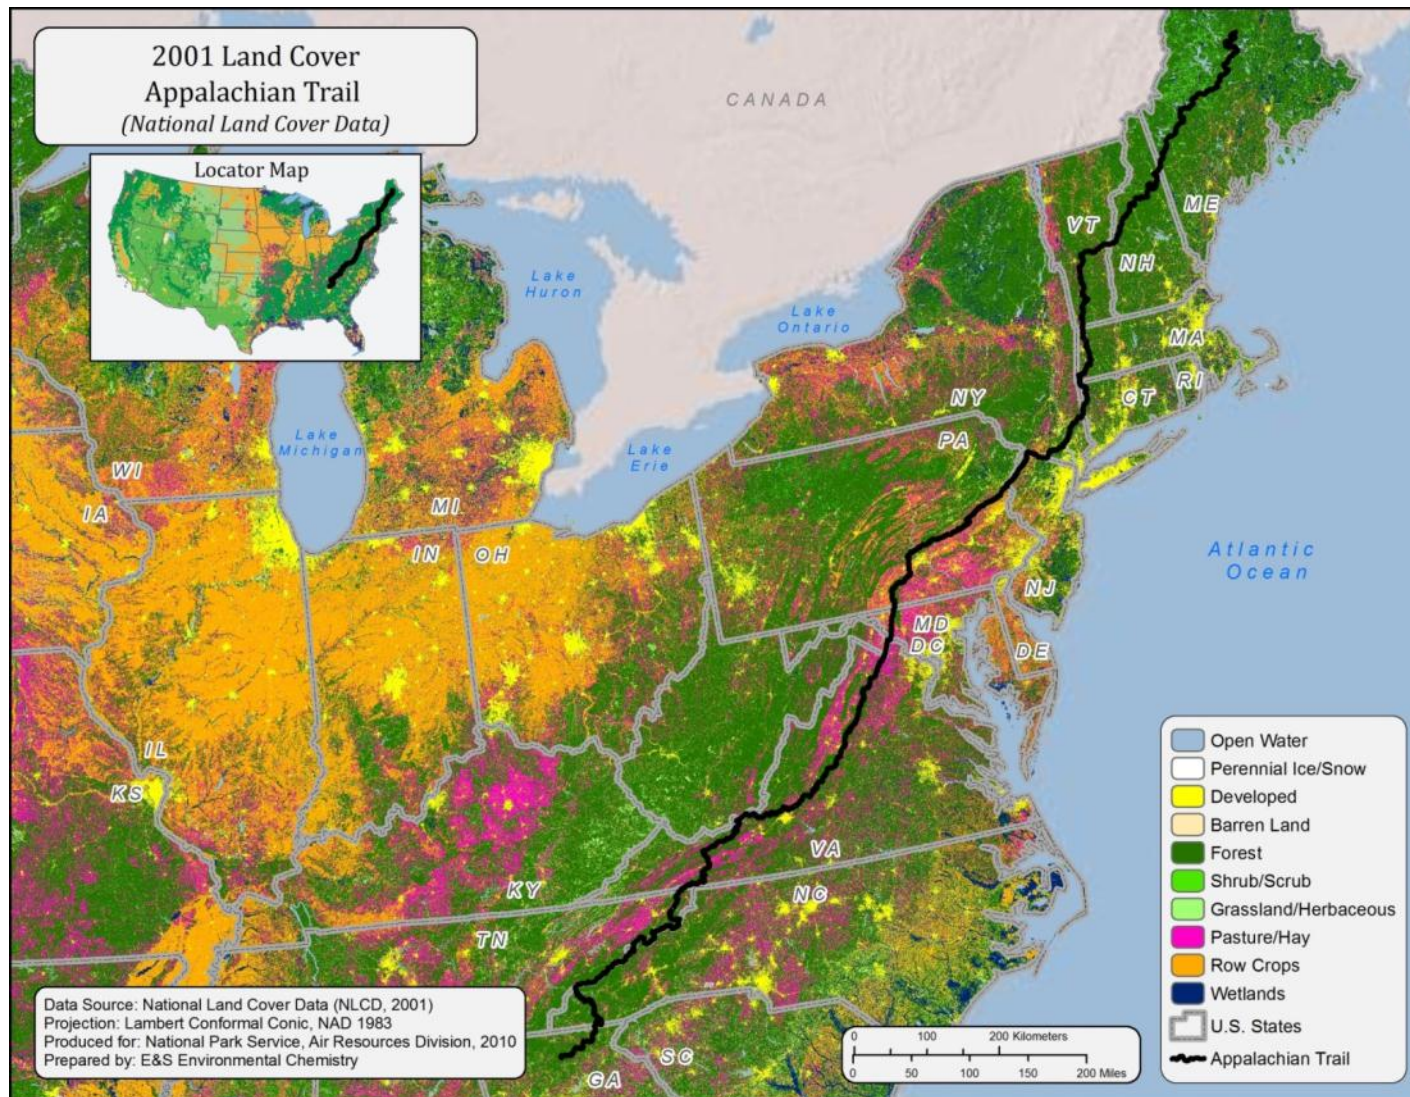 2001 Land Cover
Appalachian Trail
(National Land Cover Data)
Locator Map
CANADA
Lake
Huron
Lake
Ontario
Lake
Michigan
Lake
Erie
Atlantic
Ocean
ME
VT
NH
MA
RI
CT
NY
PA
WI
MI
IA
IN
OH
NJ
MD
DC
DE
IL
KS
VA
KY
NC
TN
SC
GA
Open Water
Perennial Ice/Snow
Developed
Barren Land
Forest
Shrub/Scrub
Grassland/Herbaceous
Pasture/Hay
Row Crops
Wetlands
U.S. States
Appalachian Trail
Data Source: National Land Cover Data (NLCD, 2001)
Projection: Lambert Conformal Conic, NAD 1983
Produced for: National Park Service, Air Resources Division, 2010
Prepared by: E&S Environmental Chemistry
0 100 200 Kilometers
0 50 100 150 200 Miles